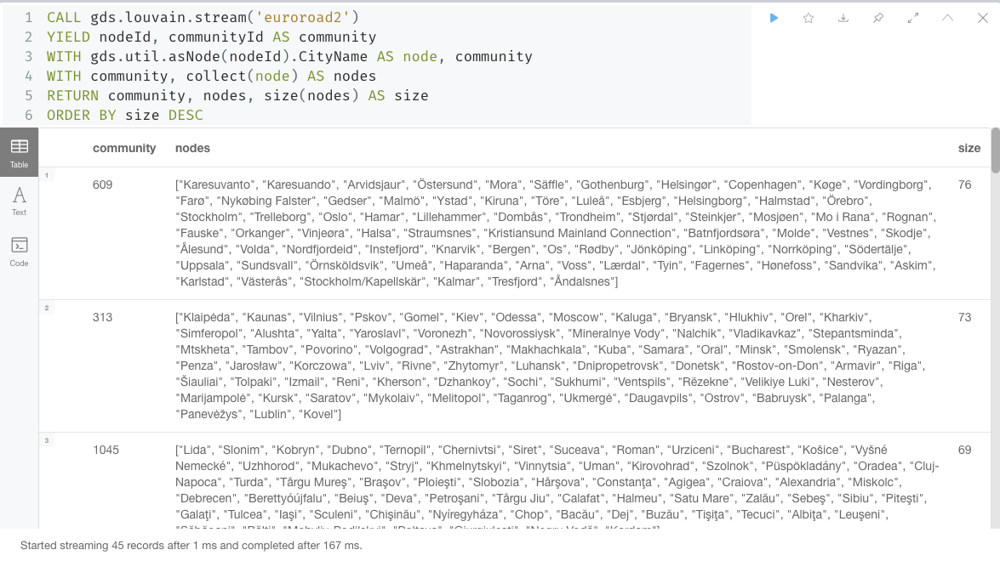 1 CALL gds.louvain.stream('euroroad2')
2 YIELD nodeId, communityId AS community
3 WITH gds.util.asNode(nodeId).CityName AS node, community
4 WITH community, collect(node) AS nodes
5 RETURN community, nodes, size(nodes) AS size
6 ORDER BY size DESC
Table
Text
Code
community nodes size
1
609 ["Karesuvanto", "Karesuando", "Arvidsjaur", "Östersund", "Mora", "Säffle", "Gothenburg", "Helsingør", "Copenhagen", "Køge", "Vordingborg", 76
"Farø", "Nykøbing Falster", "Gedser", "Malmö", "Ystad", "Kiruna", "Töre", "Luleå", "Esbjerg", "Helsingborg", "Halmstad", "Örebro",
"Stockholm", "Trelleborg", "Oslo", "Hamar", "Lillehammer", "Dombås", "Trondheim", "Stjørdal", "Steinkjer", "Mosjøen", "Mo i Rana", "Rognan",
"Fauske", "Orkanger", "Vinjeøra", "Halsa", "Straumsnes", "Kristiansund Mainland Connection", "Batnfjordsøra", "Molde", "Vestnes", "Skodje",
"Ålesund", "Volda", "Nordfjordeid", "Instefjord", "Knarvik", "Bergen", "Os", "Rødby", "Jönköping", "Linköping", "Norrköping", "Södertälje",
"Uppsala", "Sundsvall", "Örnsköldsvik", "Umeå", "Haparanda", "Arna", "Voss", "Lærdal", "Tyin", "Fagernes", "Hønefoss", "Sandvika", "Askim",
"Karlstad", "Västerås", "Stockholm/Kapellskär", "Kalmar", "Tresfjord", "Åndalsnes"]
2
313 ["Klaipėda", "Kaunas", "Vilnius", "Pskov", "Gomel", "Kiev", "Odessa", "Moscow", "Kaluga", "Bryansk", "Hlukhiv", "Orel", "Kharkiv", 73
"Simferopol", "Alushta", "Yalta", "Yaroslavl", "Voronezh", "Novorossiysk", "Mineralnye Vody", "Nalchik", "Vladikavkaz", "Stepantsminda",
"Mtskheta", "Tambov", "Povorino", "Volgograd", "Astrakhan", "Makhachkala", "Kuba", "Samara", "Oral", "Minsk", "Smolensk", "Ryazan",
"Penza", "Jarosław", "Korczowa", "Lviv", "Rivne", "Zhytomyr", "Luhansk", "Dnipropetrovsk", "Donetsk", "Rostov-on-Don", "Armavir", "Riga",
"Šiauliai", "Tolpaki", "Izmail", "Reni", "Kherson", "Dzhankoy", "Sochi", "Sukhumi", "Ventspils", "Rēzekne", "Velikiye Luki", "Nesterov",
"Marijampolė", "Kursk", "Saratov", "Mykolaiv", "Melitopol", "Taganrog", "Ukmergė", "Daugavpils", "Ostrov", "Babruysk", "Palanga",
"Panevėžys", "Lublin", "Kovel"]
3
1045 ["Lida", "Slonim", "Kobryn", "Dubno", "Ternopil", "Chernivtsi", "Siret", "Suceava", "Roman", "Urziceni", "Bucharest", "Košice", "Vyšné 69
Nemecké", "Uzhhorod", "Mukachevo", "Stryj", "Khmelnytskyi", "Vinnytsia", "Uman", "Kirovohrad", "Szolnok", "Püspökladány", "Oradea", "Cluj-
Napoca", "Turda", "Târgu Mureş", "Braşov", "Ploieşti", "Slobozia", "Hârşova", "Constanţa", "Agigea", "Craiova", "Alexandria", "Miskolc",
"Debrecen", "Berettyóújfalu", "Beiuş", "Deva", "Petroşani", "Târgu Jiu", "Calafat", "Halmeu", "Satu Mare", "Zalău", "Sebeş", "Sibiu", "Piteşti",
"Galaţi", "Tulcea", "Iaşi", "Sculeni", "Chişinău", "Nyíregyháza", "Chop", "Bacău", "Dej", "Buzău", "Tişiţa", "Tecuci", "Albiţa", "Leuşeni",
Started streaming 45 records after 1 ms and completed after 167 ms.